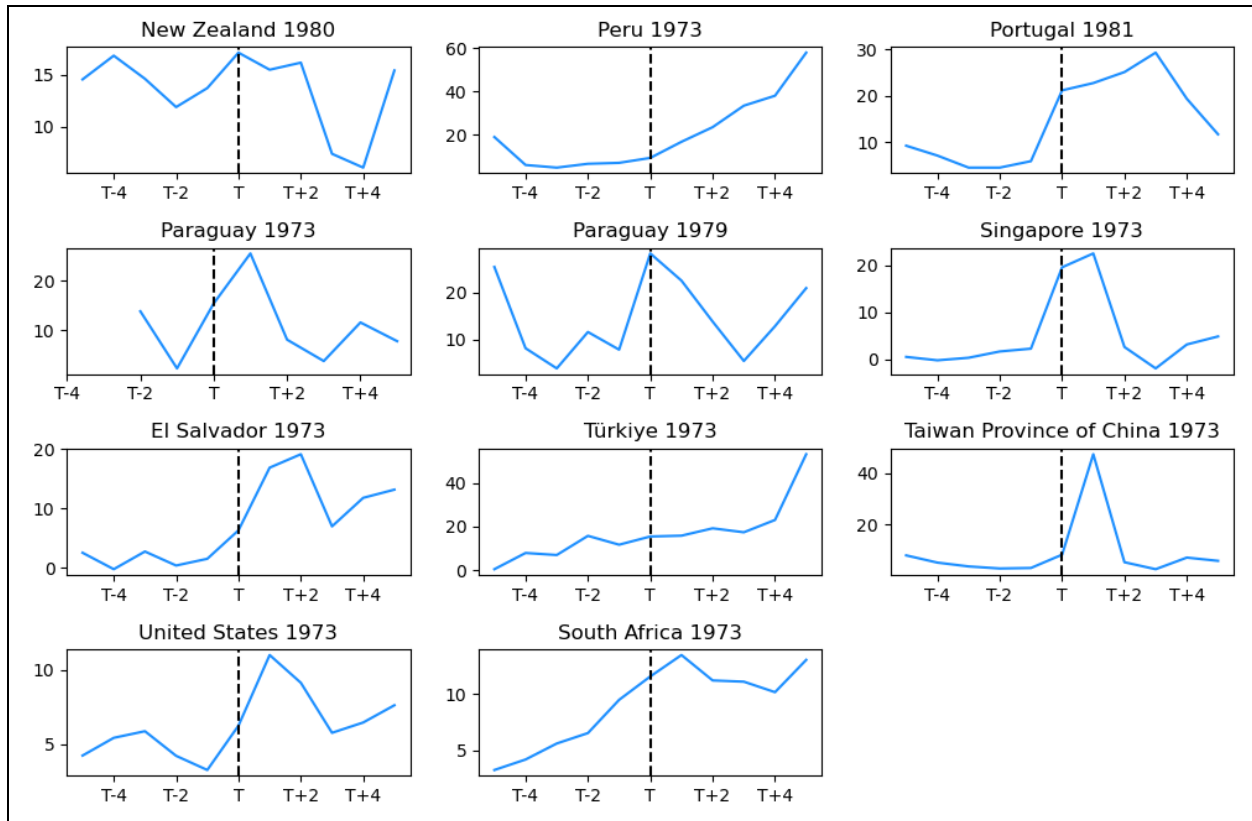 New Zealand 1980
15
10
T-4 T-2 T T+2 T+4
Peru 1973
60
40
20
T-4 T-2 T T+2 T+4
Portugal 1981
30
20
10
T-4 T-2 T T+2 T+4
Paraguay 1973
20
10
T-4 T-2 T T+2 T+4
Paraguay 1979
20
10
T-4 T-2 T T+2 T+4
Singapore 1973
20
10
0
T-4 T-2 T T+2 T+4
El Salvador 1973
20
10
0
T-4 T-2 T T+2 T+4
Türkiye 1973
40
20
0
T-4 T-2 T T+2 T+4
Taiwan Province of China 1973
40
20
T-4 T-2 T T+2 T+4
United States 1973
10
5
T-4 T-2 T T+2 T+4
South Africa 1973
10
5
T-4 T-2 T T+2 T+4